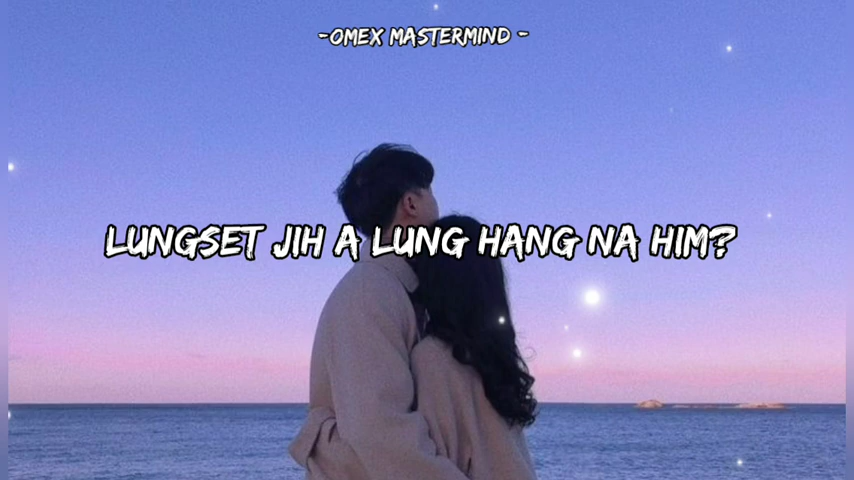 -OMEX MASTERMIND -
LUNGSET JIH A LUNG HANG NA HIM?